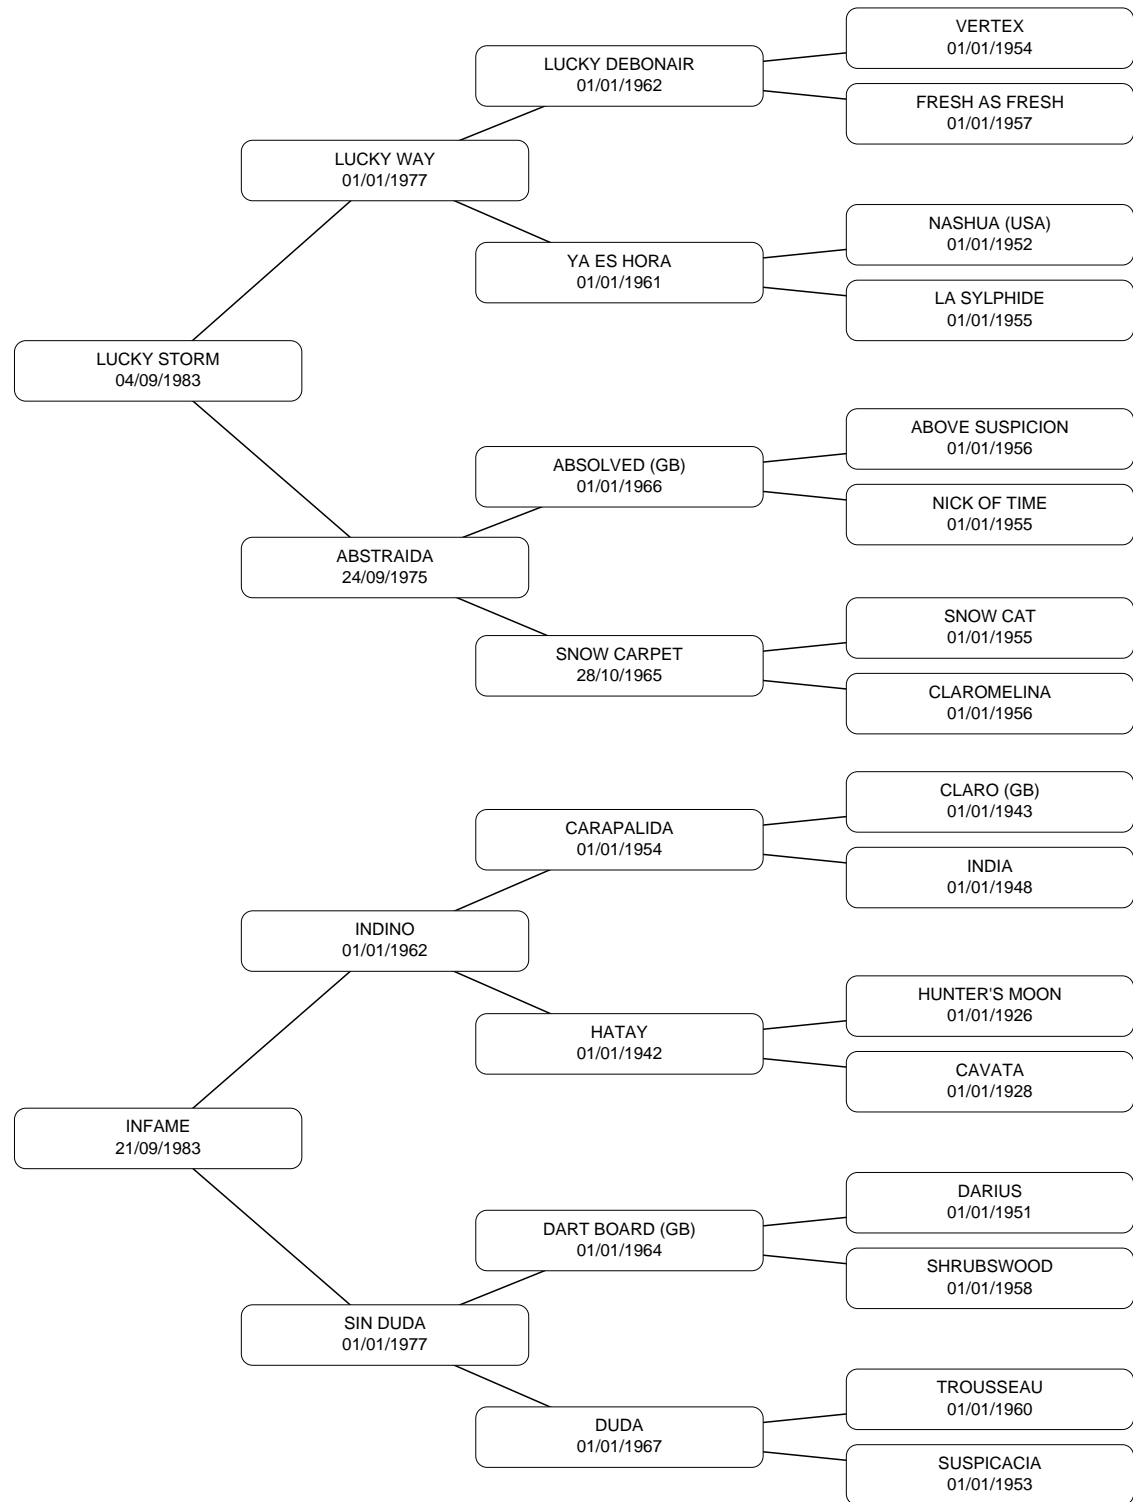 VERTEX
01/01/1954
LUCKY DEBONAIR
01/01/1962
FRESH AS FRESH
01/01/1957
LUCKY WAY
01/01/1977
NASHUA (USA)
01/01/1952
YA ES HORA
01/01/1961
LA SYLPHIDE
01/01/1955
LUCKY STORM
04/09/1983
ABOVE SUSPICION
01/01/1956
ABSOLVED (GB)
01/01/1966
NICK OF TIME
01/01/1955
ABSTRAIDA
24/09/1975
SNOW CAT
01/01/1955
SNOW CARPET
28/10/1965
CLAROMELINA
01/01/1956
CLARO (GB)
01/01/1943
CARAPALIDA
01/01/1954
INDIA
01/01/1948
INDINO
01/01/1962
HUNTER'S MOON
01/01/1926
HATAY
01/01/1942
CAVATA
01/01/1928
INFAME
21/09/1983
DARIUS
01/01/1951
DART BOARD (GB)
01/01/1964
SHRUBSWOOD
01/01/1958
SIN DUDA
01/01/1977
TROUSSEAU
01/01/1960
DUDA
01/01/1967
SUSPICACIA
01/01/1953